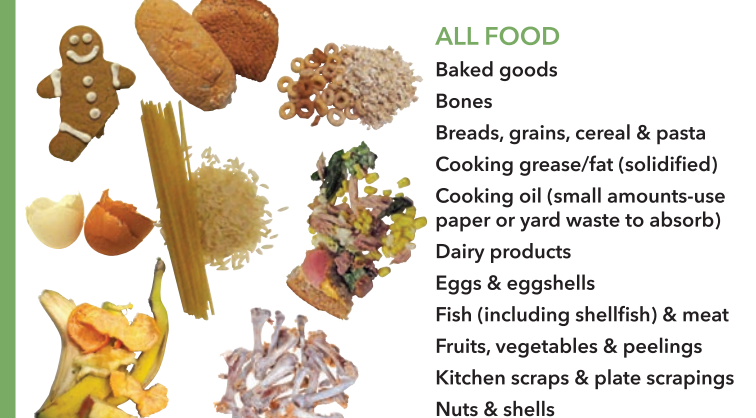 ALL FOOD
Baked goods
Bones
Breads, grains, cereal & pasta
Cooking grease/fat (solidified)
Cooking oil (small amounts-use
paper or yard waste to absorb)
Dairy products
Eggs & eggshells
Fish (including shellfish) & meat
Fruits, vegetables & peelings
Kitchen scraps & plate scrapings
Nuts & shells